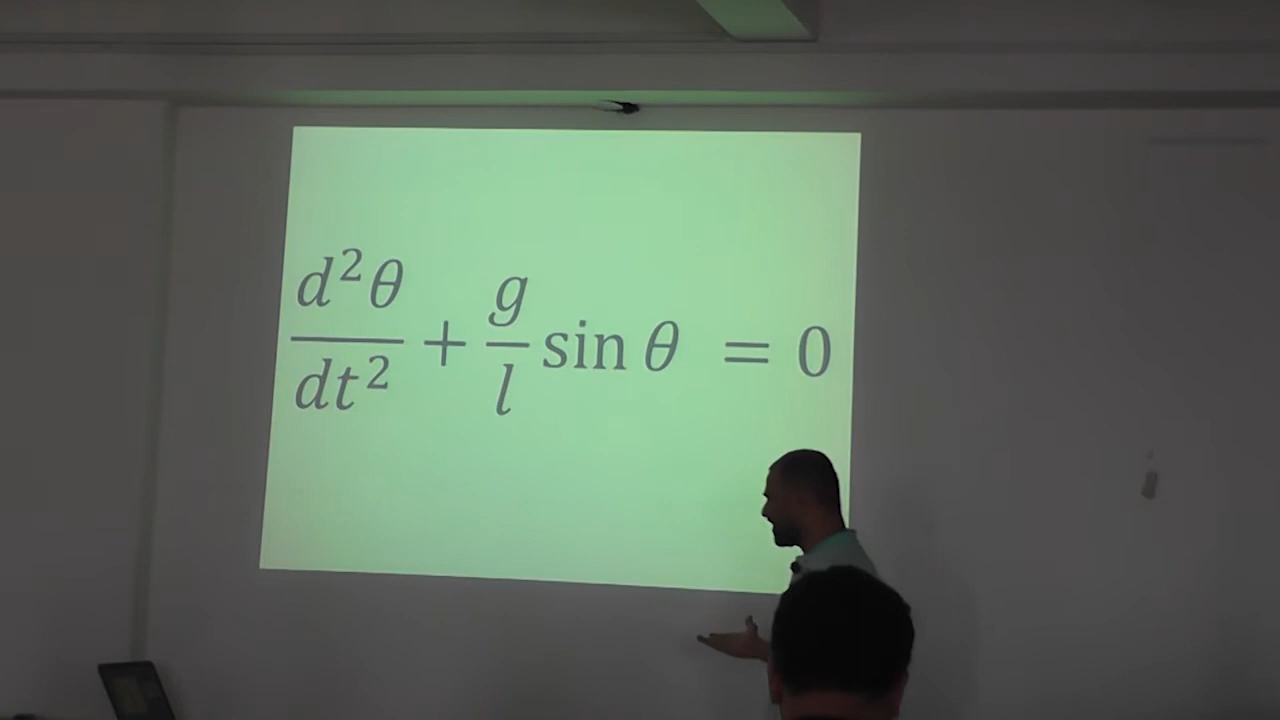 d²θ/dt² + g/l sin θ = 0